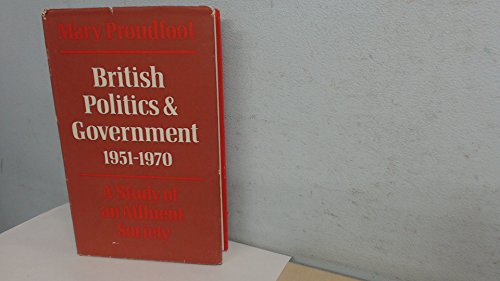 Mary Proudfoot
British
Politics &
Government
1951-1970
A Study of
an Affluent
Society